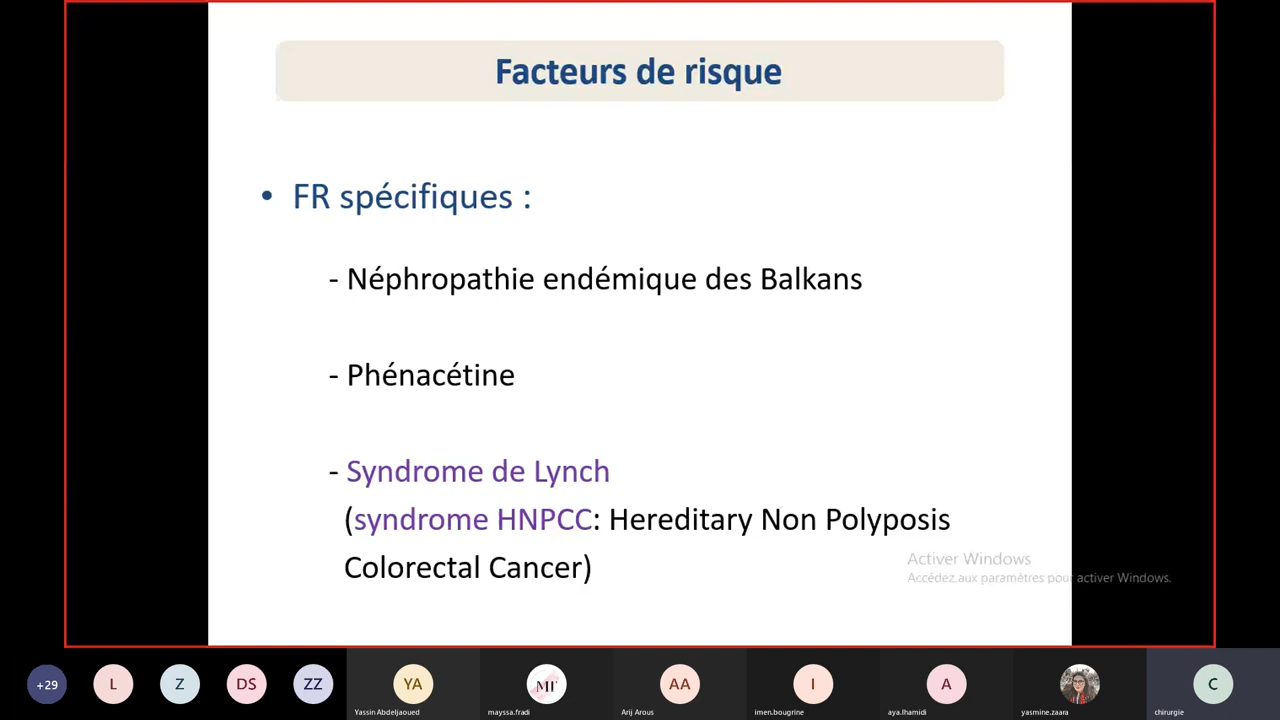 Facteurs de risque
• FR spécifiques :
- Néphropathie endémique des Balkans
- Phénacétine
- Syndrome de Lynch
(syndrome HNPCC: Hereditary Non Polyposis
Colorectal Cancer)
Activer Windows
Accédez aux paramètres pour activer Windows.
+29
L
Z
DS
ZZ
YA
MF
AA
I
A
C
Yassin Abdeljaoued
mayssa.fradi
Arij Arous
imen.bougrine
aya.lhamidi
yasmine.zaara
chirurgie